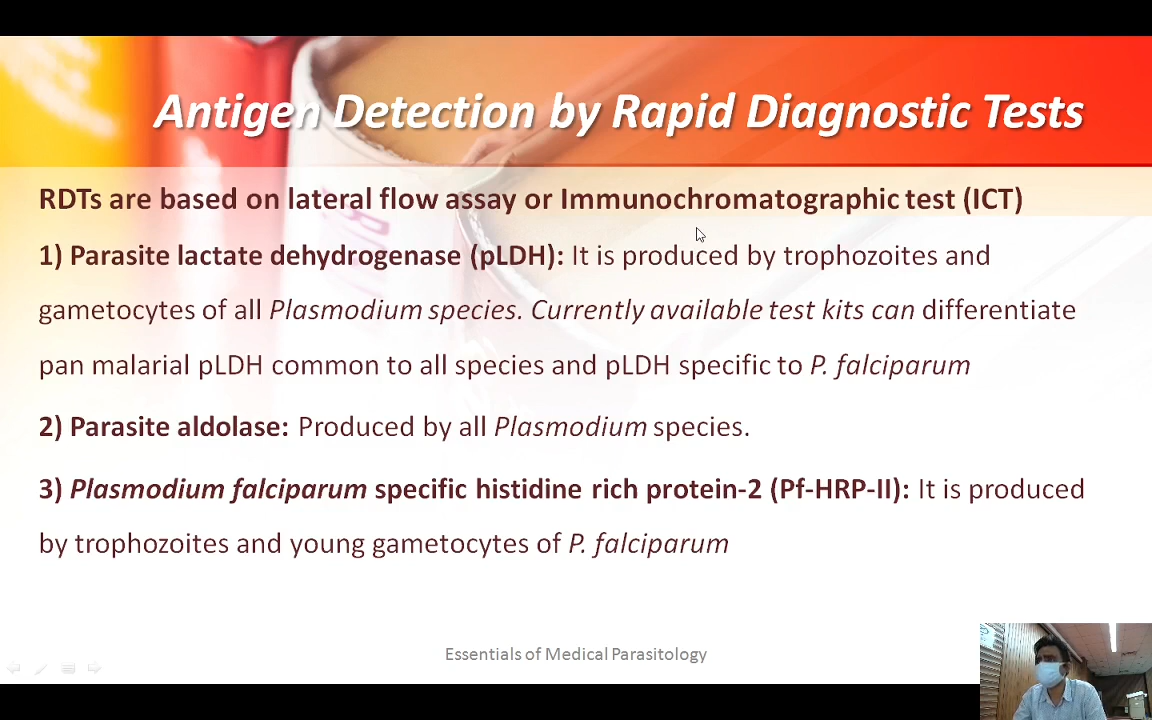 Antigen Detection by Rapid Diagnostic Tests
RDTs are based on lateral flow assay or Immunochromatographic test (ICT)
1) Parasite lactate dehydrogenase (pLDH): It is produced by trophozoites and
gametocytes of all Plasmodium species. Currently available test kits can differentiate
pan malarial pLDH common to all species and pLDH specific to P. falciparum
2) Parasite aldolase: Produced by all Plasmodium species.
3) Plasmodium falciparum specific histidine rich protein-2 (Pf-HRP-II): It is produced
by trophozoites and young gametocytes of P. falciparum
Essentials of Medical Parasitology